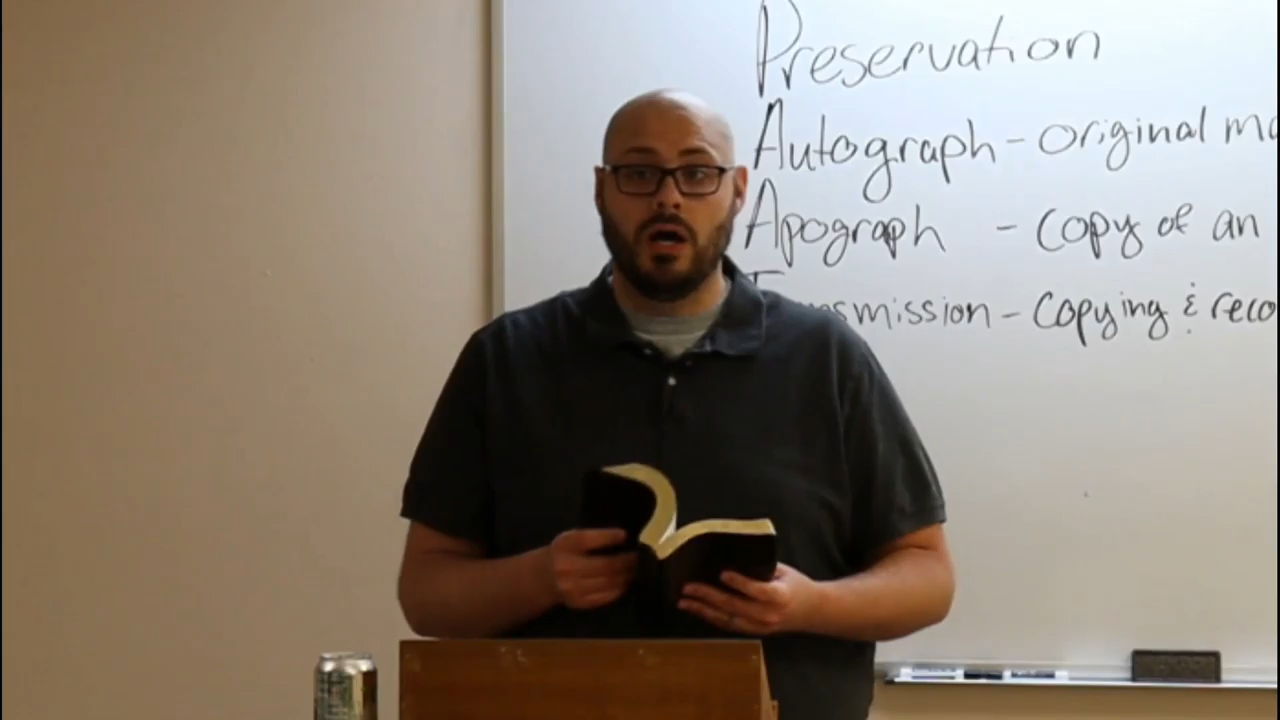 Preservation
Autograph - original ma
Apograph - copy of an
smission - Copying & reco